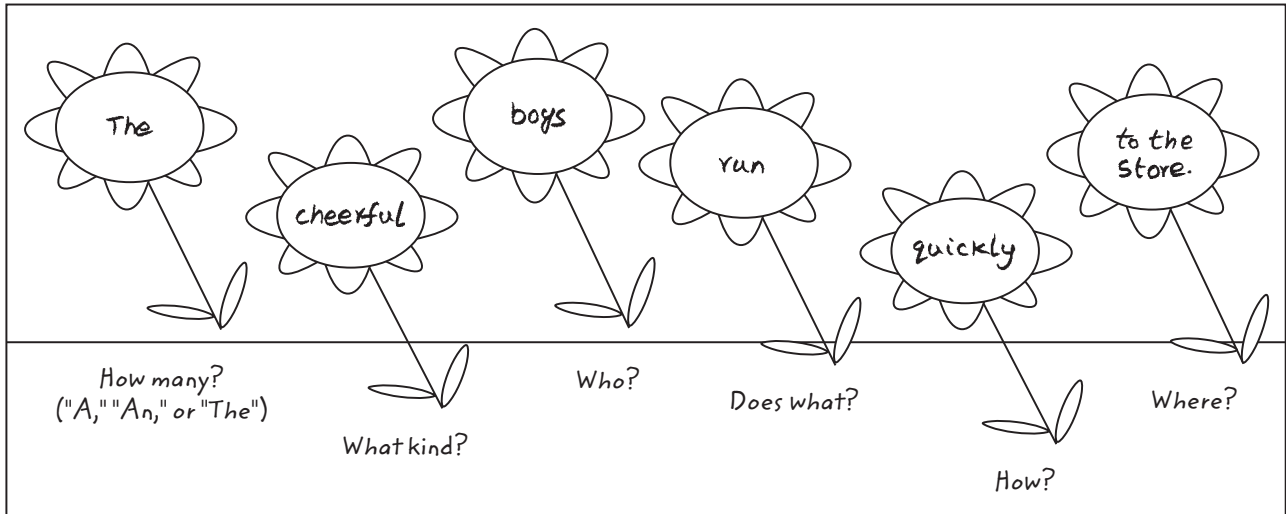 The
cheerful
boys
run
quickly
to the
store.
How many?
("A," "An," or "The")
What kind?
Who?
Does what?
How?
Where?